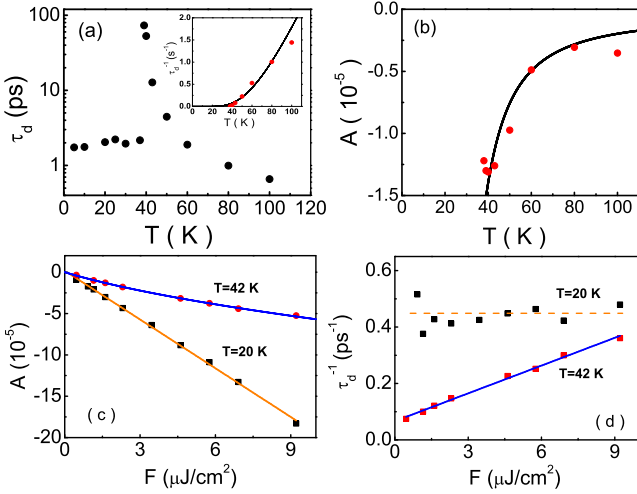 (a)
τd (ps)
100
10
1
0 20 40 60 80 100 120
T ( K )
τd⁻¹ (s⁻¹)
2.0
1.5
1.0
0.5
0.0
0 20 40 60 80 100
T ( K )
(b)
A (10⁻⁵)
0.0
-0.5
-1.0
-1.5
0 20 40 60 80 100
T ( K )
A (10⁻⁵)
0
-5
-10
-15
-20
T=42 K
T=20 K
( c )
0 3 6 9
F (μJ/cm²)
τd⁻¹ (ps⁻¹)
0.6
0.4
0.2
0.0
T=20 K
T=42 K
( d )
0 3 6 9
F (μJ/cm²)